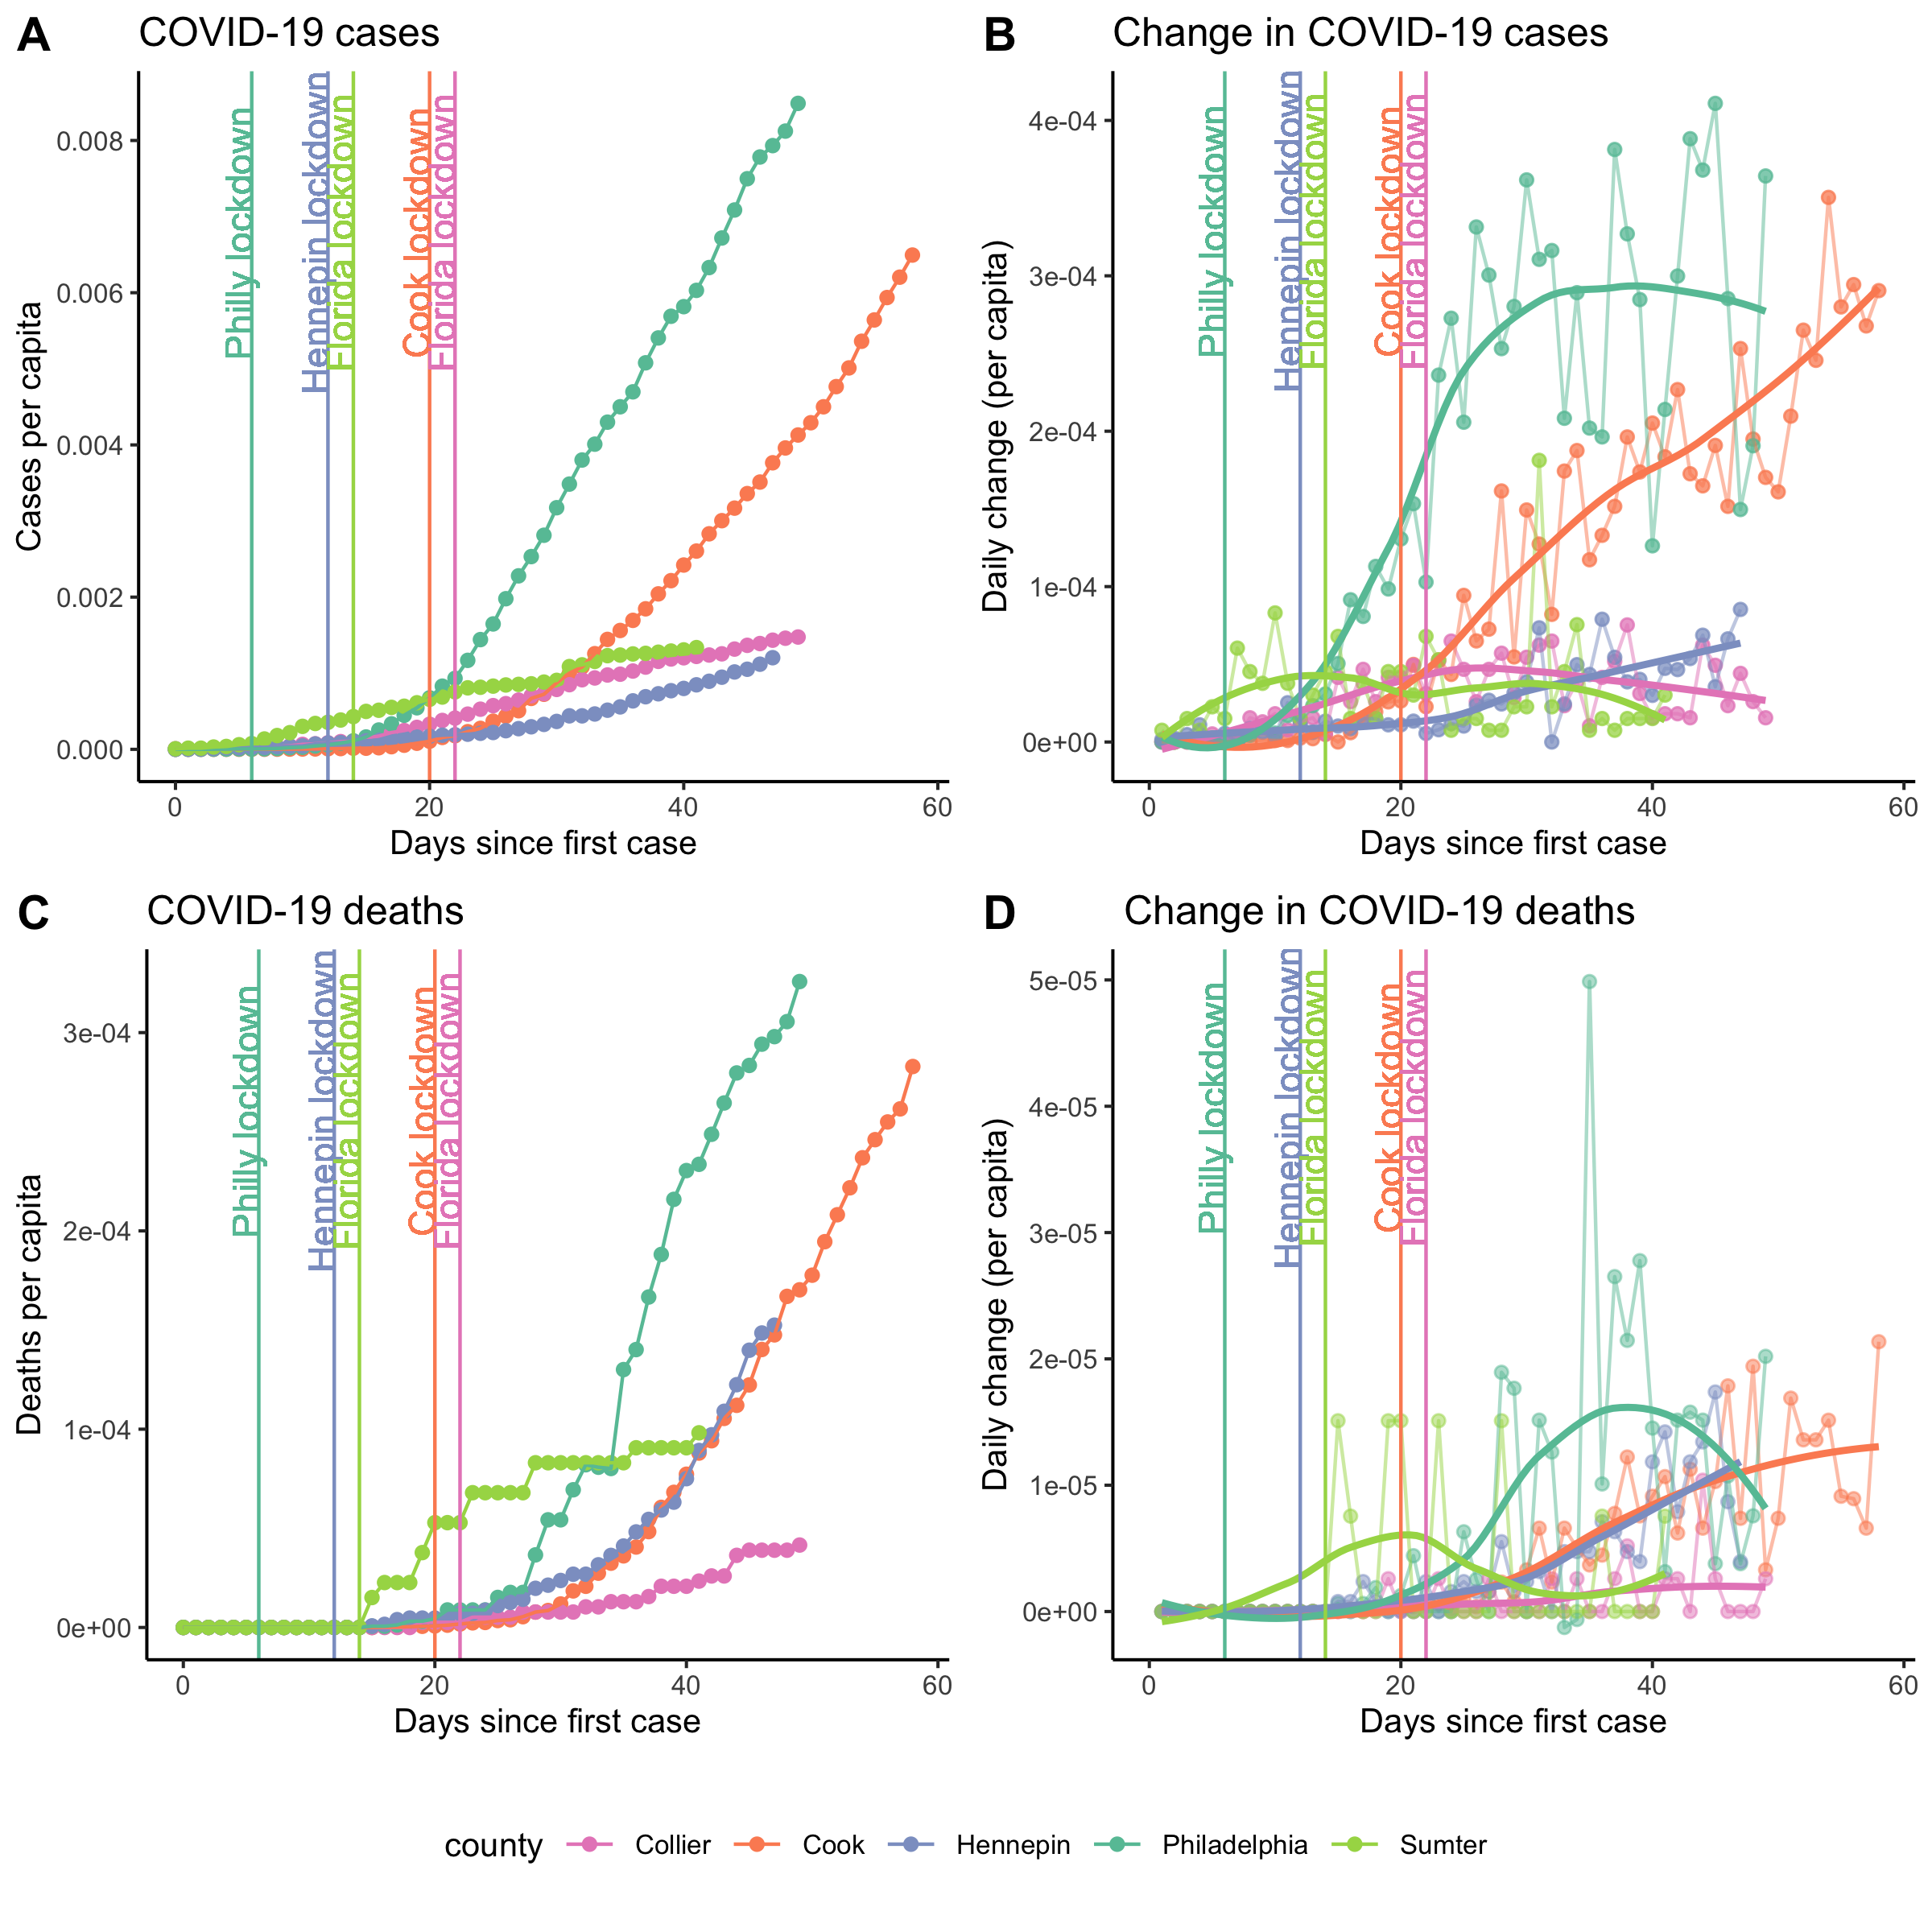 A COVID-19 cases
Cases per capita
0.008
0.006
0.004
0.002
0.000
Philly lockdown
Hennepin lockdown
Florida lockdown
Cook lockdown
Florida lockdown
0 20 40 60
Days since first case
B Change in COVID-19 cases
Daily change (per capita)
4e-04
3e-04
2e-04
1e-04
0e+00
Philly lockdown
Hennepin lockdown
Florida lockdown
Cook lockdown
Florida lockdown
0 20 40 60
Days since first case
C COVID-19 deaths
Deaths per capita
3e-04
2e-04
1e-04
0e+00
Philly lockdown
Hennepin lockdown
Florida lockdown
Cook lockdown
Florida lockdown
0 20 40 60
Days since first case
D Change in COVID-19 deaths
Daily change (per capita)
5e-05
4e-05
3e-05
2e-05
1e-05
0e+00
Philly lockdown
Hennepin lockdown
Florida lockdown
Cook lockdown
Florida lockdown
0 20 40 60
Days since first case
county Collier Cook Hennepin Philadelphia Sumter